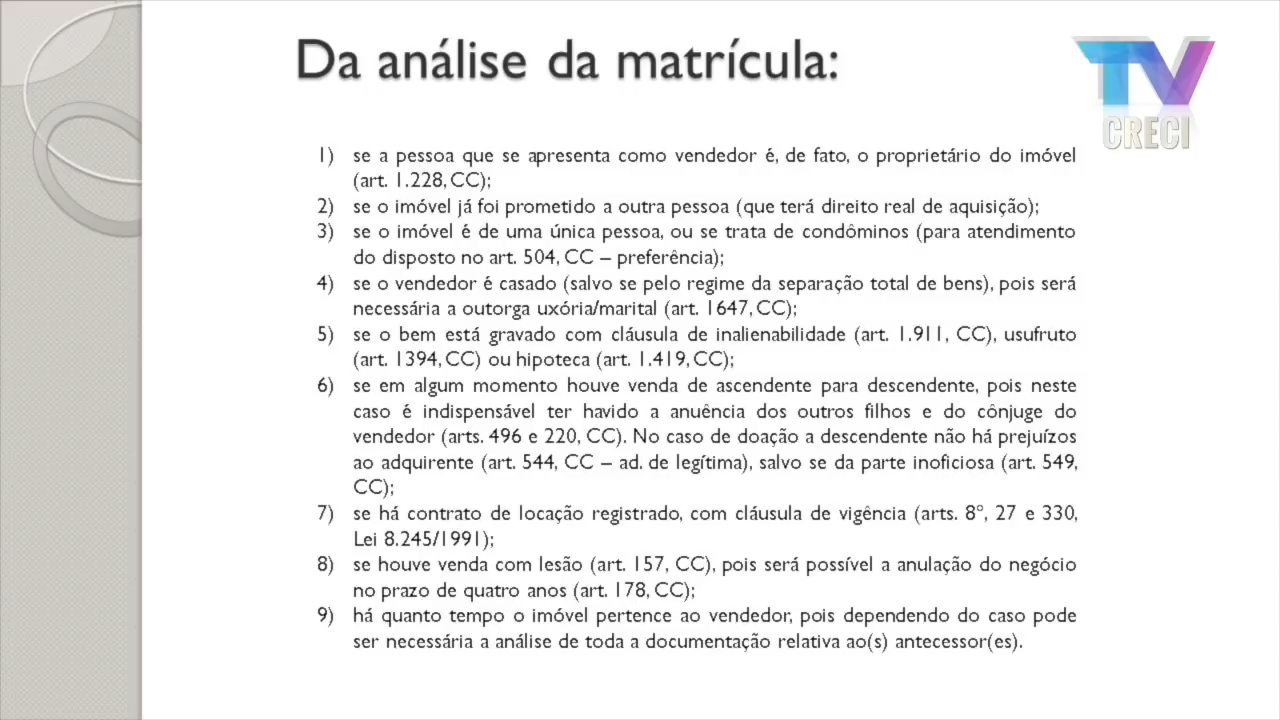 Da análise da matrícula:
TV
CRECI
1) se a pessoa que se apresenta como vendedor é, de fato, o proprietário do imóvel
(art. 1.228, CC);
2) se o imóvel já foi prometido a outra pessoa (que terá direito real de aquisição);
3) se o imóvel é de uma única pessoa, ou se trata de condôminos (para atendimento
do disposto no art. 504, CC – preferência);
4) se o vendedor é casado (salvo se pelo regime da separação total de bens), pois será
necessária a outorga uxória/marital (art. 1647, CC);
5) se o bem está gravado com cláusula de inalienabilidade (art. 1.911, CC), usufruto
(art. 1394, CC) ou hipoteca (art. 1.419, CC);
6) se em algum momento houve venda de ascendente para descendente, pois neste
caso é indispensável ter havido a anuência dos outros filhos e do cônjuge do
vendedor (arts. 496 e 220, CC). No caso de doação a descendente não há prejuízos
ao adquirente (art. 544, CC – ad. de legítima), salvo se da parte inoficiosa (art. 549,
CC);
7) se há contrato de locação registrado, com cláusula de vigência (arts. 8º, 27 e 330,
Lei 8.245/1991);
8) se houve venda com lesão (art. 157, CC), pois será possível a anulação do negócio
no prazo de quatro anos (art. 178, CC);
9) há quanto tempo o imóvel pertence ao vendedor, pois dependendo do caso pode
ser necessária a análise de toda a documentação relativa ao(s) antecessor(es).